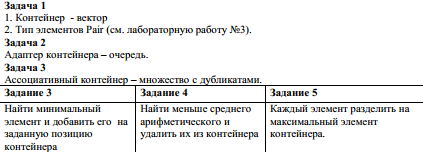 Задача 1
1. Контейнер - вектор
2. Тип элементов Pair (см. лабораторную работу №3).
Задача 2
Адаптер контейнера – очередь.
Задача 3
Ассоциативный контейнер – множество с дубликатами.
Задание 3 Задание 4 Задание 5
Найти минимальный
элемент и добавить его на
заданную позицию
контейнера
Найти меньше среднего
арифметического и
удалить их из контейнера
Каждый элемент разделить на
максимальный элемент
контейнера.